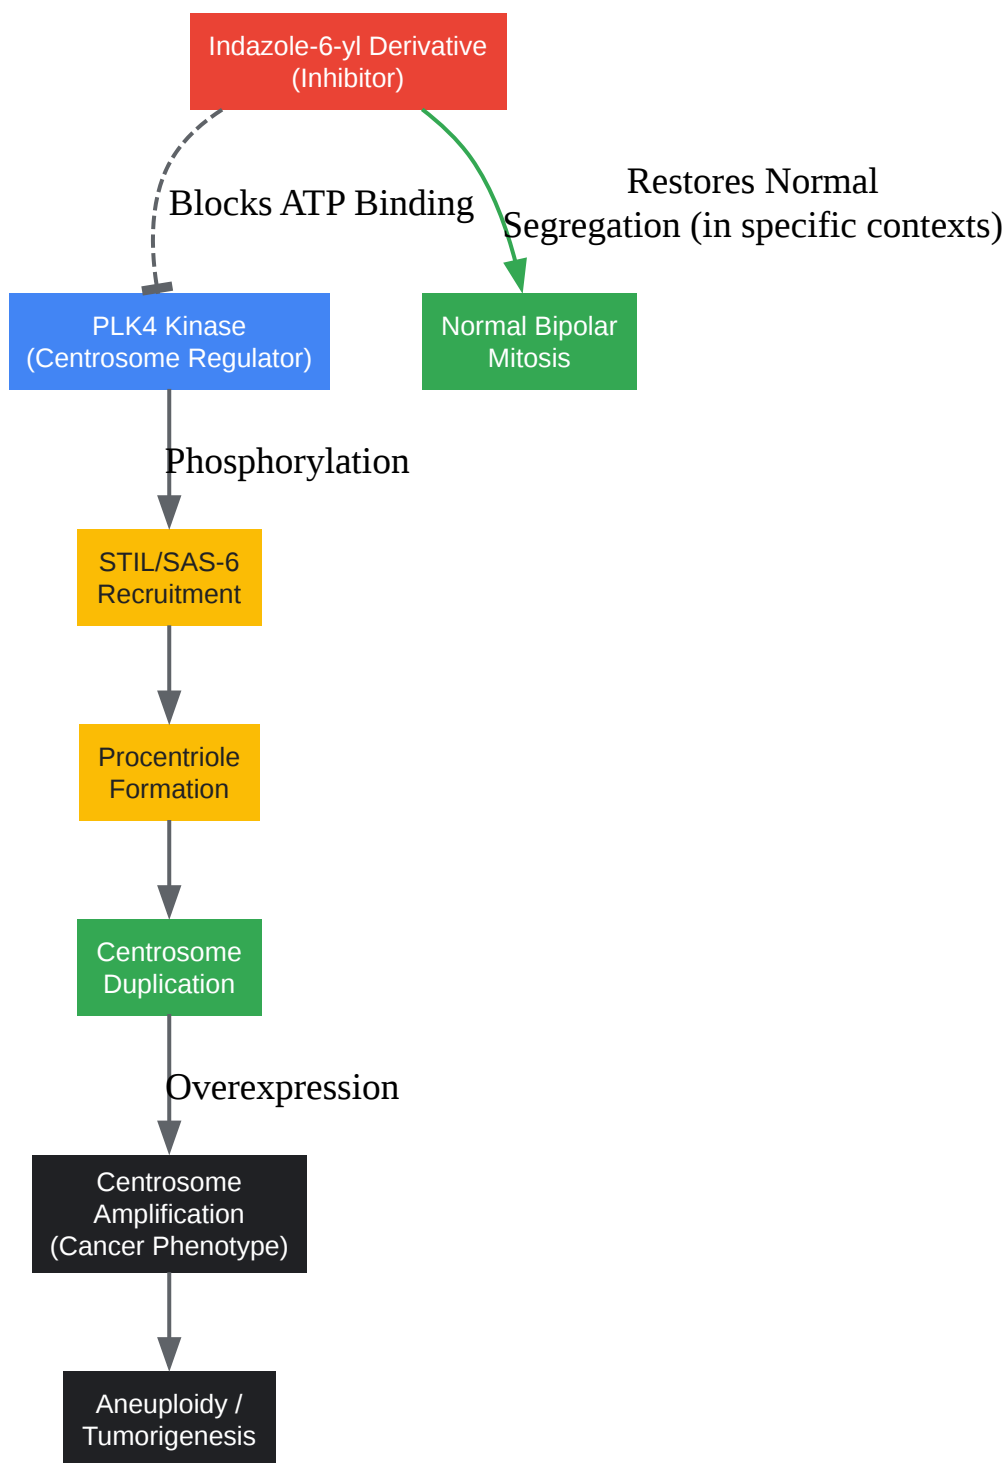 Indazole-6-yl Derivative
(Inhibitor)
Blocks ATP Binding
Restores Normal
Segregation (in specific contexts)
PLK4 Kinase
(Centrosome Regulator)
Normal Bipolar
Mitosis
Phosphorylation
STIL/SAS-6
Recruitment
Procentriole
Formation
Centrosome
Duplication
Overexpression
Centrosome
Amplification
(Cancer Phenotype)
Aneuploidy /
Tumorigenesis